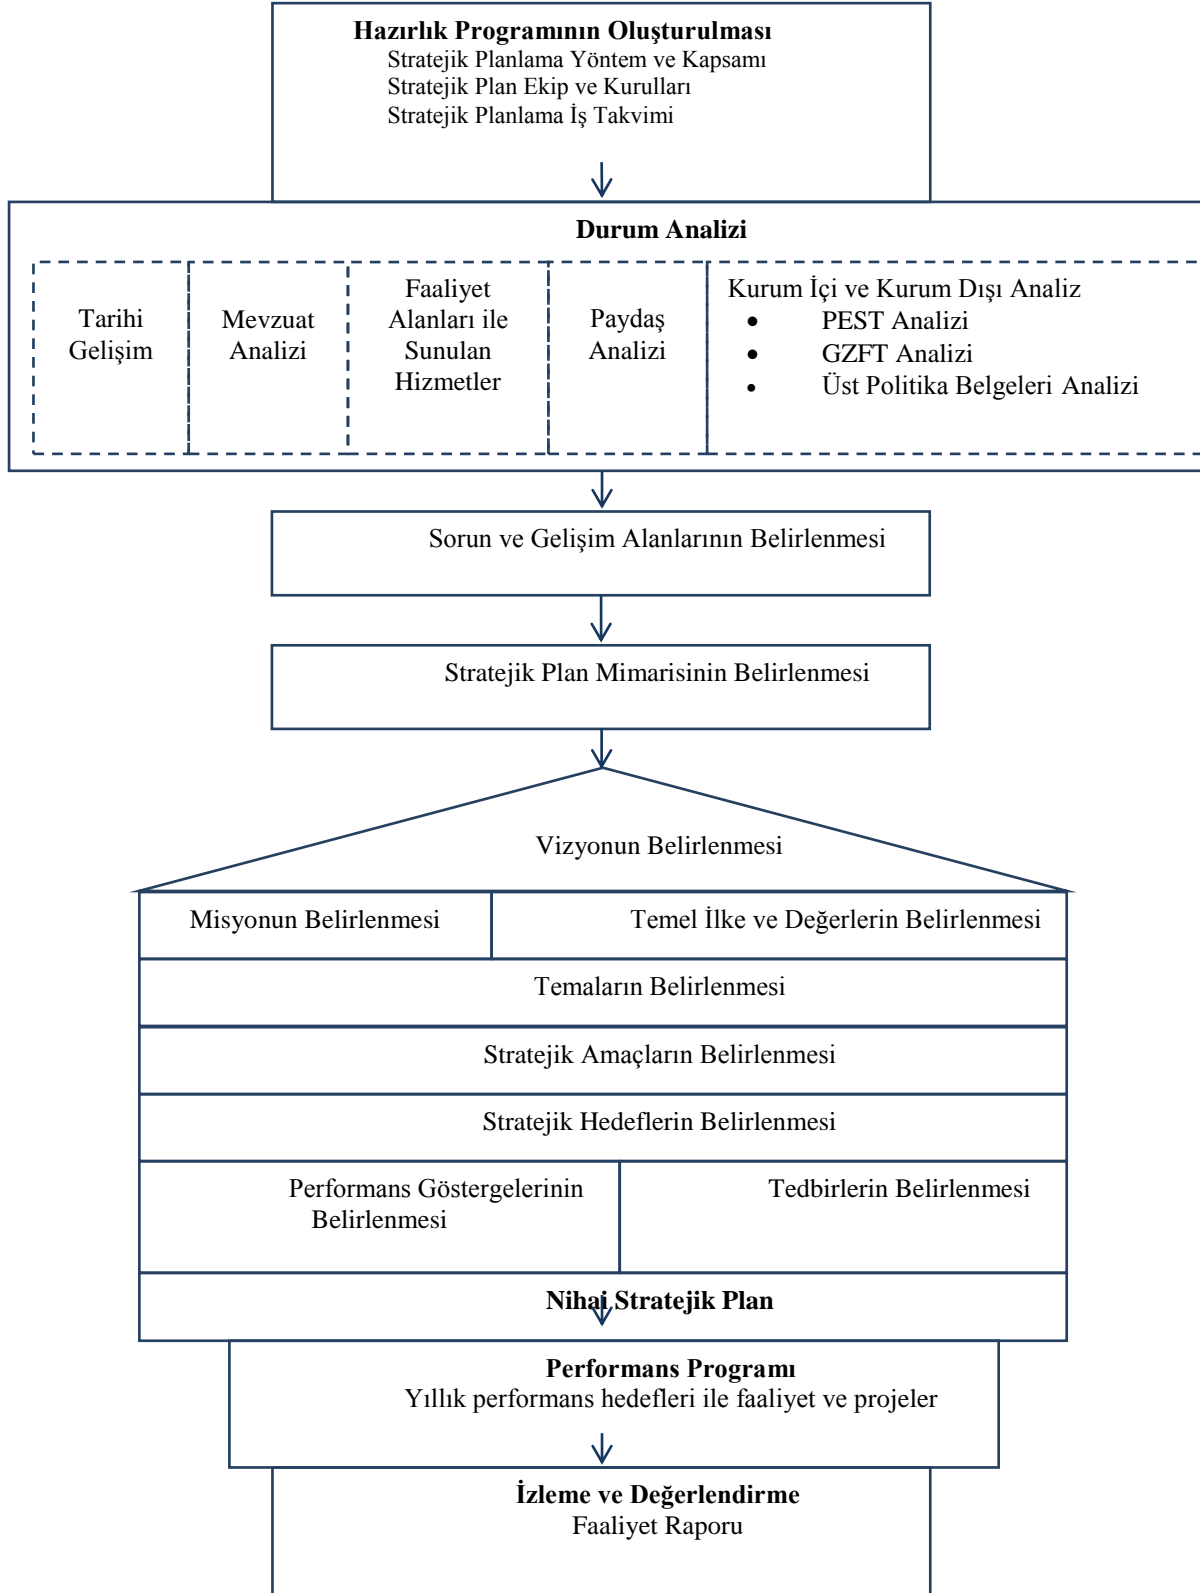 Hazırlık Programının Oluşturulması
Stratejik Planlama Yöntem ve Kapsamı
Stratejik Plan Ekip ve Kurulları
Stratejik Planlama İş Takvimi
Durum Analizi
Tarihi
Gelişim
Mevzuat
Analizi
Faaliyet
Alanları ile
Sunulan
Hizmetler
Paydaş
Analizi
Kurum İçi ve Kurum Dışı Analiz
• PEST Analizi
• GZFT Analizi
• Üst Politika Belgeleri Analizi
Sorun ve Gelişim Alanlarının Belirlenmesi
Stratejik Plan Mimarisinin Belirlenmesi
Vizyonun Belirlenmesi
Misyonun Belirlenmesi
Temel İlke ve Değerlerin Belirlenmesi
Temaların Belirlenmesi
Stratejik Amaçların Belirlenmesi
Stratejik Hedeflerin Belirlenmesi
Performans Göstergelerinin
Belirlenmesi
Tedbirlerin Belirlenmesi
Nihai Stratejik Plan
Performans Programı
Yıllık performans hedefleri ile faaliyet ve projeler
İzleme ve Değerlendirme
Faaliyet Raporu